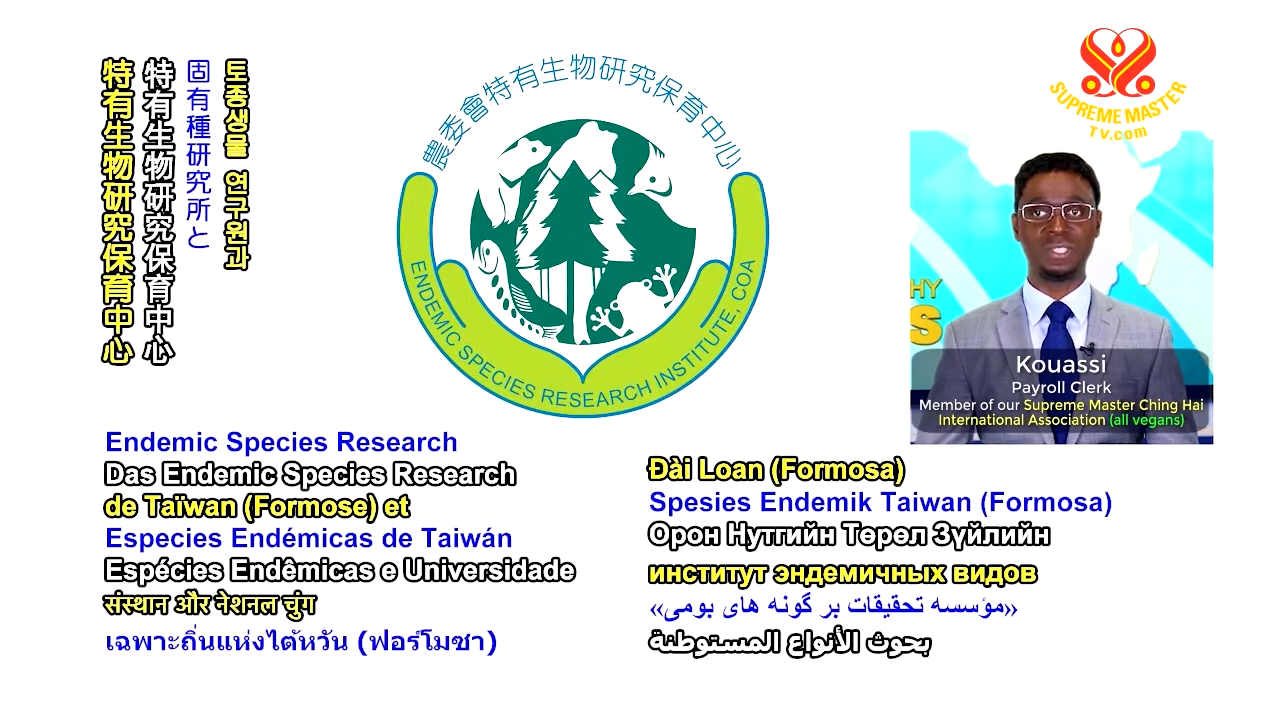 特有生物研究保育中心
特有生物研究保育中心
固有種研究所と
토종생물 연구원과
農委會特有生物研究保育中心
ENDEMIC SPECIES RESEARCH INSTITUTE, COA
SUPREME MASTER
TV.com
HY
S
Kouassi
Payroll Clerk
Member of our Supreme Master Ching Hai
International Association (all vegans)
Endemic Species Research
Das Endemic Species Research
de Taïwan (Formose) et
Especies Endémicas de Taiwán
Espécies Endêmicas e Universidade
संस्थान और नेशनल चुंग
เฉพาะถิ่นแห่งไต้หวัน (ฟอร์โมซา)
Đài Loan (Formosa)
Spesies Endemik Taiwan (Formosa)
Орон Нутгийн Төрөл Зүйлийн
институт эндемичных видов
«مؤسسه تحقیقات بر گونه های بومی»
بحوث الأنواع المستوطنة